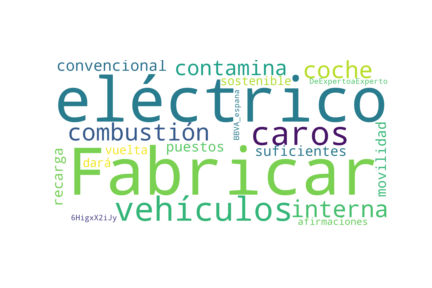 convencional
contamina
coche
sostenible
DeExpertoaExperto
eléctrico
BBVA_espana
combustión
caros
vuelta
puestos
suficientes
movilidad
dará
recarga
Fabricar
vehículos
interna
6HigxX2iJy
afirmaciones